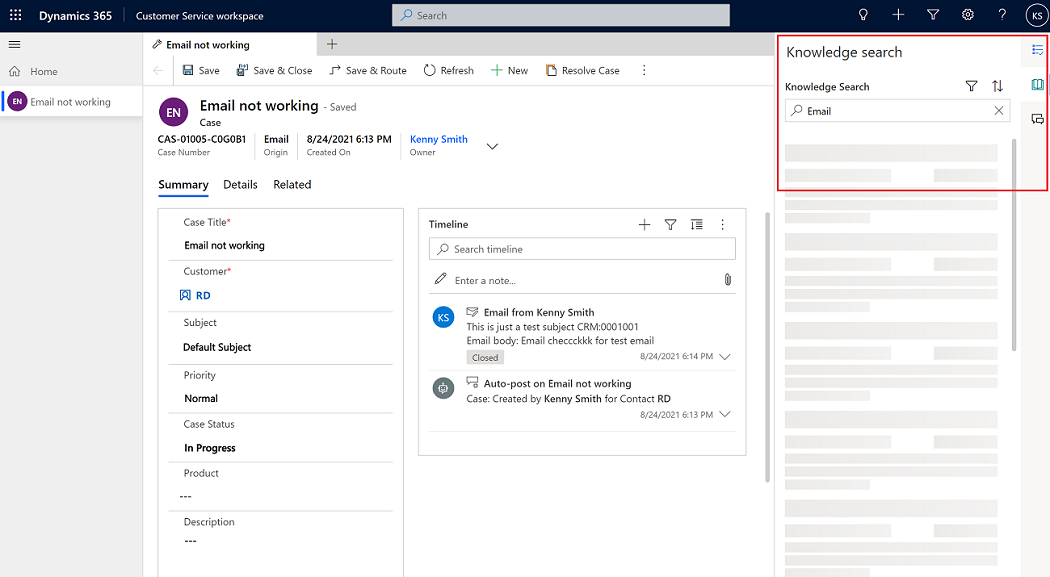 Dynamics 365
Customer Service workspace
Search
KS
Home
EN
Email not working
Email not working
Save
Save & Close
Save & Route
Refresh
New
Resolve Case
EN
Email not working - Saved
Case
CAS-01005-C0G0B1
Case Number
Email
Origin
8/24/2021 6:13 PM
Created On
Kenny Smith
Owner
Summary
Details
Related
Case Title*
Email not working
Customer*
RD
Subject
Default Subject
Priority
Normal
Case Status
In Progress
Product
---
Description
---
Timeline
Search timeline
Enter a note...
KS
Email from Kenny Smith
This is just a test subject CRM:0001001
Email body: Email checcckkk for test email
Closed
8/24/2021 6:14 PM
Auto-post on Email not working
Case: Created by Kenny Smith for Contact RD
8/24/2021 6:13 PM
Knowledge search
Knowledge Search
Email